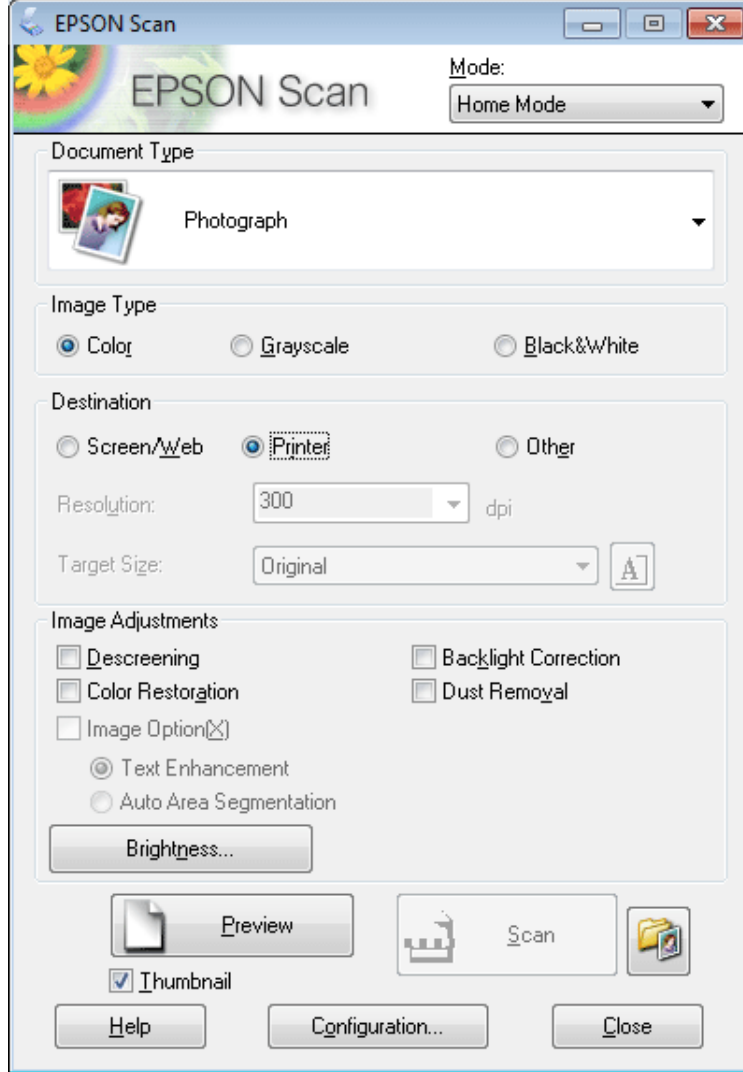 EPSON Scan
EPSON Scan
Mode:
Home Mode
Document Type
Photograph
Image Type
Color Grayscale Black&White
Destination
Screen/Web Printer Other
Resolution: 300 dpi
Target Size: Original A
Image Adjustments
Descreening Backlight Correction
Color Restoration Dust Removal
Image Option(X)
Text Enhancement
Auto Area Segmentation
Brightness...
Preview Scan
Thumbnail
Help Configuration... Close